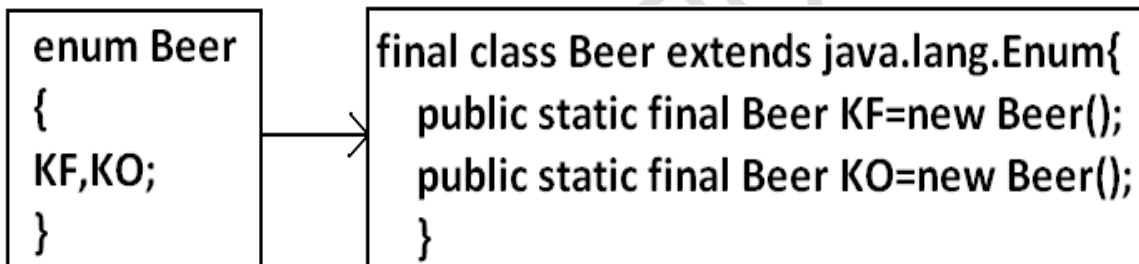 enum Beer
{
KF,KO;
}
final class Beer extends java.lang.Enum{
public static final Beer KF=new Beer();
public static final Beer KO=new Beer();
}